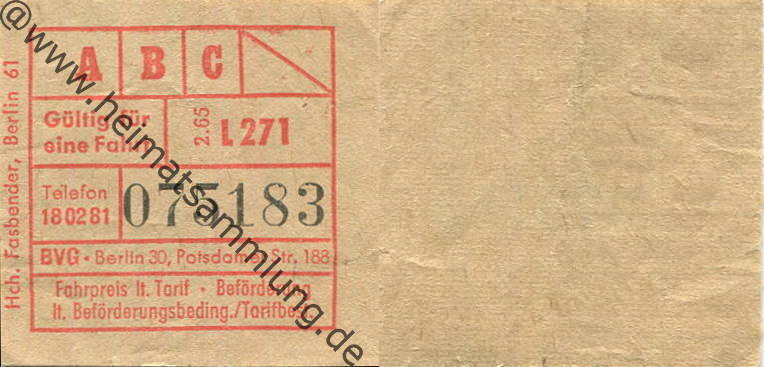 @www.heimatsammlung.de
Hch. Fasbender, Berlin 61
A B C
Gültig für
eine Fahrt
2.65
L 271
Telefon
180281
075183
BVG • Berlin 30, Potsdamer Str. 188
Fahrpreis lt. Tarif • Beförderung
lt. Beförderungsbeding./Tarifbest.